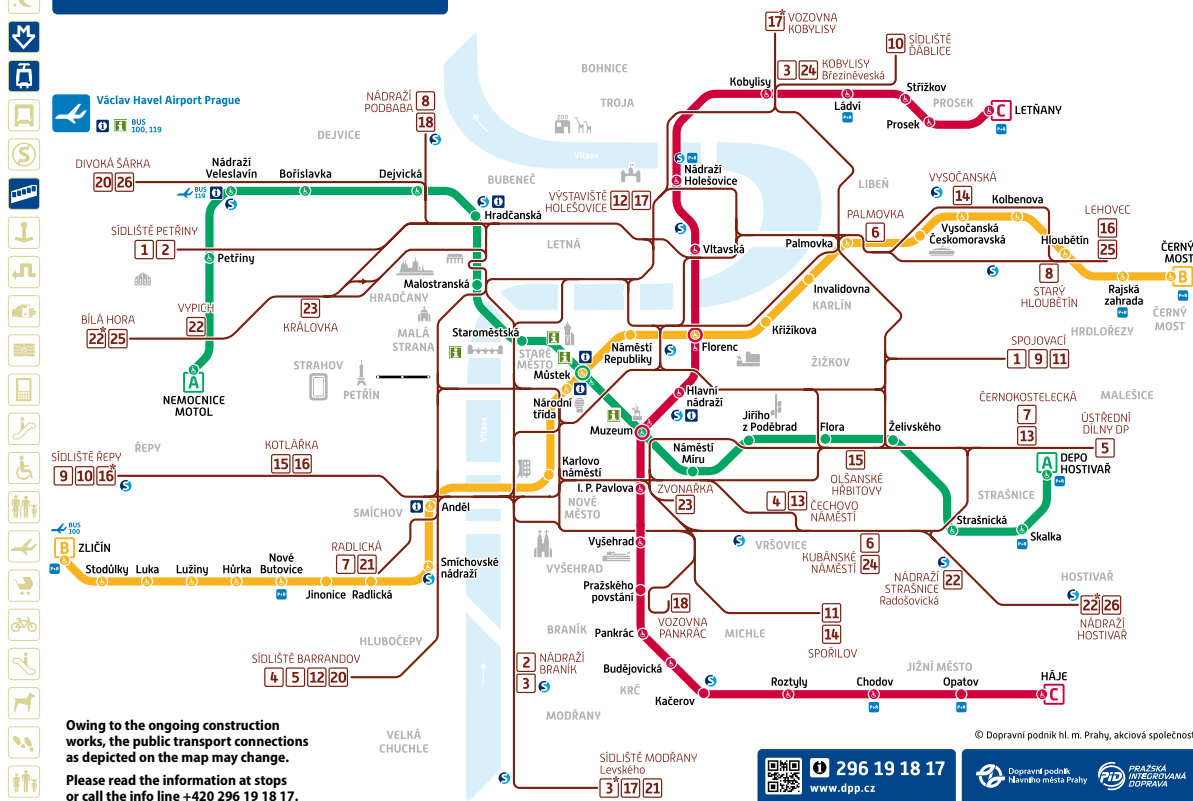 17*
VOZOVNA
KOBYLISY
10
SÍDLIŠTĚ
ĎÁBLICE
3 24
KOBYLISY
Březiněveská
BOHNICE
TROJA
ZOO
Kobylisy
Ládví
P+R
Střížkov
PROSEK
Prosek
C LETŇANY
P+R
Václav Havel Airport Prague
BUS
100, 119
NÁDRAŽÍ
PODBABA
8
18
S
DEJVICE
DIVOKÁ ŠÁRKA
20 26
Nádraží
Veleslavín
BUS
119
S
Bořislavka
Dejvická
BUBENEČ
S
Hradčanská
Vltava
VÝSTAVIŠTĚ
HOLEŠOVICE
12 17
S P+R
Nádraží
Holešovice
S
Vltavská
LIBEŇ
VYSOČANSKÁ
S
14
Kolbenova
PALMOVKA
6
Palmovka
Vysočanská
Českomoravská
S
Hloubětín
LEHOVEC
16
25
8
STARÝ
HLOUBĚTÍN
ČERNÝ
MOST
B
P+R
Rajská
zahrada
P+R
ČERNÝ
MOST
HRDLOŘEZY
SÍDLIŠTĚ PETŘINY
1 2
Petřiny
LETNÁ
Malostranská
HRADČANY
23
KRÁLOVKA
VYPICH
22
BÍLÁ HORA
22* 25
A
NEMOCNICE
MOTOL
MALÁ
STRANA
STRAHOV
PETŘÍN
Staroměstská
STARÉ
MĚSTO
Můstek
Náměstí
Republiky
S
Florenc
Invalidovna
KARLÍN
Křižíkova
ŽIŽKOV
SPOJOVACÍ
1 9 11
Národní
třída
Hlavní
nádraží
S
Muzeum
Náměstí
Míru
Jiřího
z Poděbrad
Flora
Želivského
ČERNOKOSTELECKÁ
7
13
MALEŠICE
ÚSTŘEDNÍ
DÍLNY DP
5
A DEPO
HOSTIVAŘ
P+R
ŘEPY
KOTLÁŘKA
15 16
SÍDLIŠTĚ ŘEPY
9 10 16*
S
Vltava
Karlovo
náměstí
NOVÉ
MĚSTO
I. P. Pavlova
ZVONAŘKA
23
15
OLŠANSKÉ
HŘBITOVY
4 13
ČECHOVO
NÁMĚSTÍ
STRAŠNICE
Strašnická
Skalka
P+R
SMÍCHOV
Anděl
BUS
100
B ZLIČÍN
P+R
Stodůlky
Luka
Lužiny
Hůrka
Nové
Butovice
P+R
Jinonice
Radlická
RADLICKÁ
7 21
Smíchovské
nádraží
S
VYŠEHRAD
Vyšehrad
S
VRŠOVICE
6
KUBÁNSKÉ
NÁMĚSTÍ
24
S
NÁDRAŽÍ
STRAŠNICE
Radošovická
22
HOSTIVAŘ
S
22* 26
NÁDRAŽÍ
HOSTIVAŘ
Pražského
povstání
18
VOZOVNA
PANKRÁC
11
14
SPOŘILOV
MICHLE
BRANÍK
Pankrác
HLUBOČEPY
SÍDLIŠTĚ BARRANDOV
4 5 12 20
2
3
NÁDRAŽÍ
BRANÍK
S
Budějovická
KRČ
Kačerov
S
Roztyly
JIŽNÍ MĚSTO
Chodov
P+R
Opatov
P+R
HÁJE
C
MODŘANY
VELKÁ
CHUCHLE
S
SÍDLIŠTĚ MODŘANY
Levského
3* 17 21
Owing to the ongoing construction
works, the public transport connections
as depicted on the map may change.
Please read the information at stops
or call the info line +420 296 19 18 17.
© Dopravní podnik hl. m. Prahy, akciová společnost
296 19 18 17
www.dpp.cz
Dopravní podnik
hlavního města Prahy
PID
PRAŽSKÁ
INTEGROVANÁ
DOPRAVA